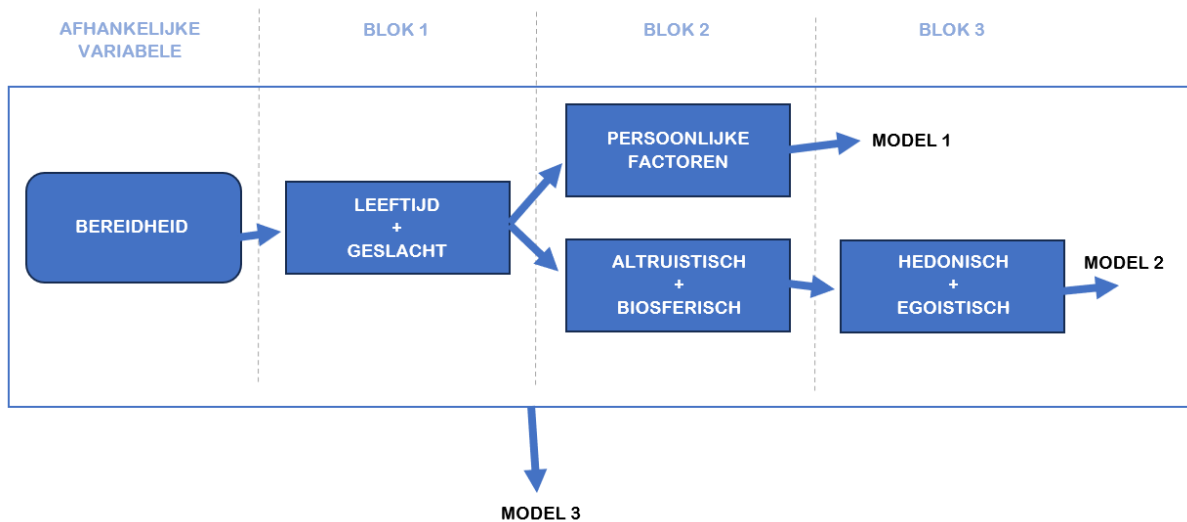 AFHANKELIJKE
VARIABELE
BLOK 1
BLOK 2
BLOK 3
PERSOONLIJKE
FACTOREN
MODEL 1
BEREIDHEID
LEEFTIJD
+
GESLACHT
ALTRUISTISCH
+
BIOSFERISCH
HEDONISCH
+
EGOISTISCH
MODEL 2
MODEL 3